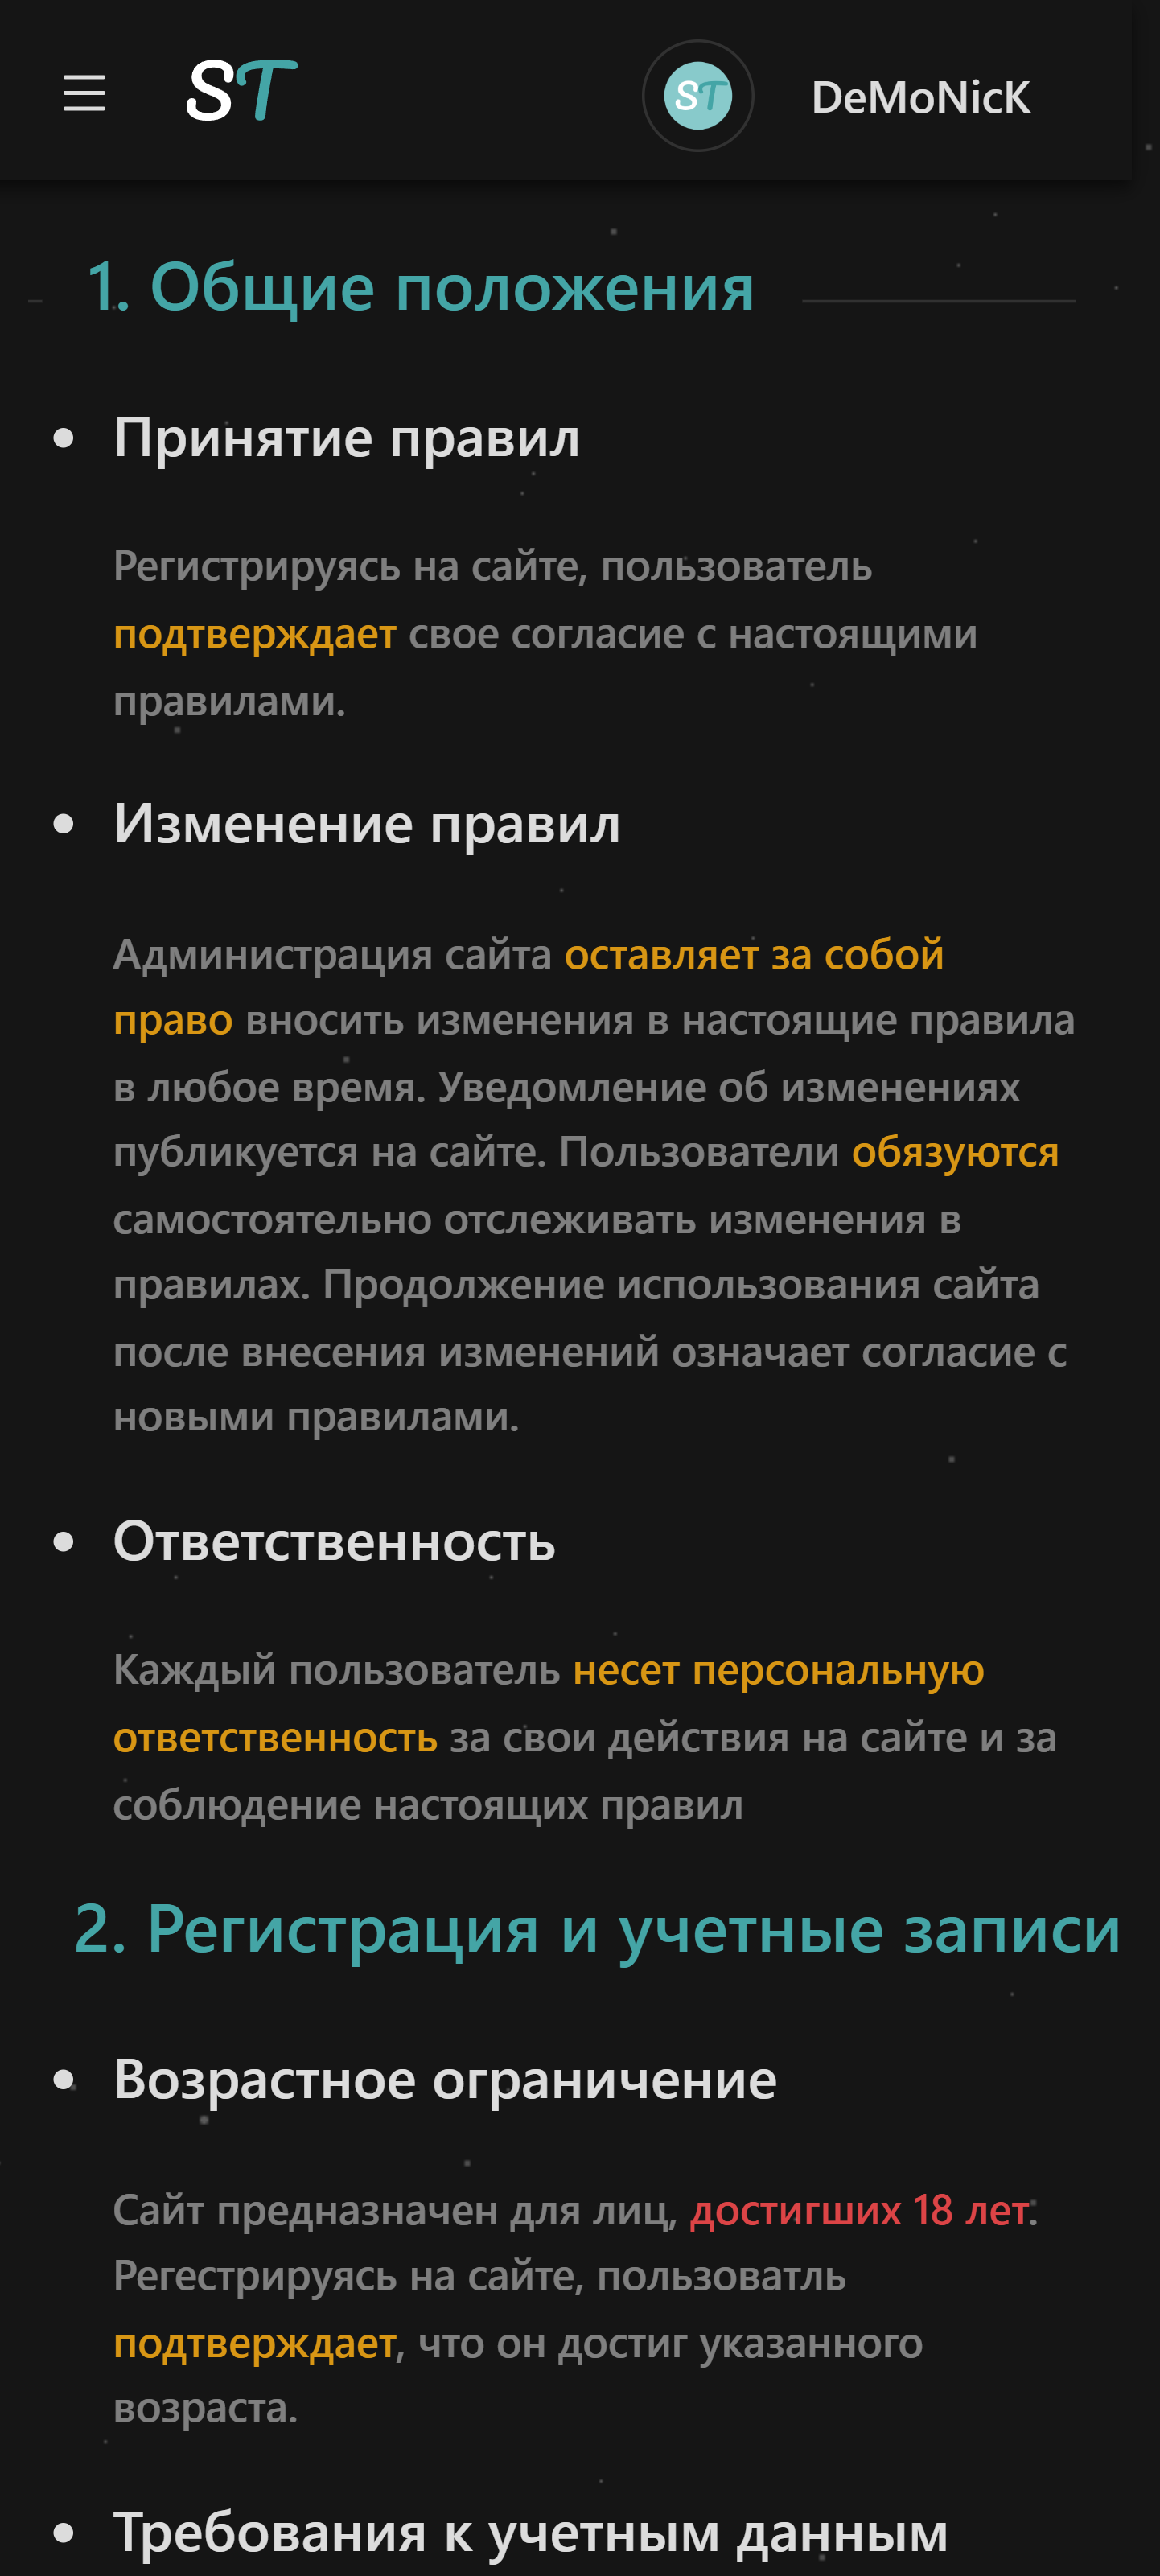 ST
ST
DeMoNicK
1. Общие положения
• Принятие правил
Регистрируясь на сайте, пользователь
подтверждает свое согласие с настоящими
правилами.
• Изменение правил
Администрация сайта оставляет за собой
право вносить изменения в настоящие правила
в любое время. Уведомление об изменениях
публикуется на сайте. Пользователи обязуются
самостоятельно отслеживать изменения в
правилах. Продолжение использования сайта
после внесения изменений означает согласие с
новыми правилами.
• Ответственность
Каждый пользователь несет персональную
ответственность за свои действия на сайте и за
соблюдение настоящих правил
2. Регистрация и учетные записи
• Возрастное ограничение
Сайт предназначен для лиц, достигших 18 лет.
Регестрируясь на сайте, пользоватль
подтверждает, что он достиг указанного
возраста.
• Требования к учетным данным